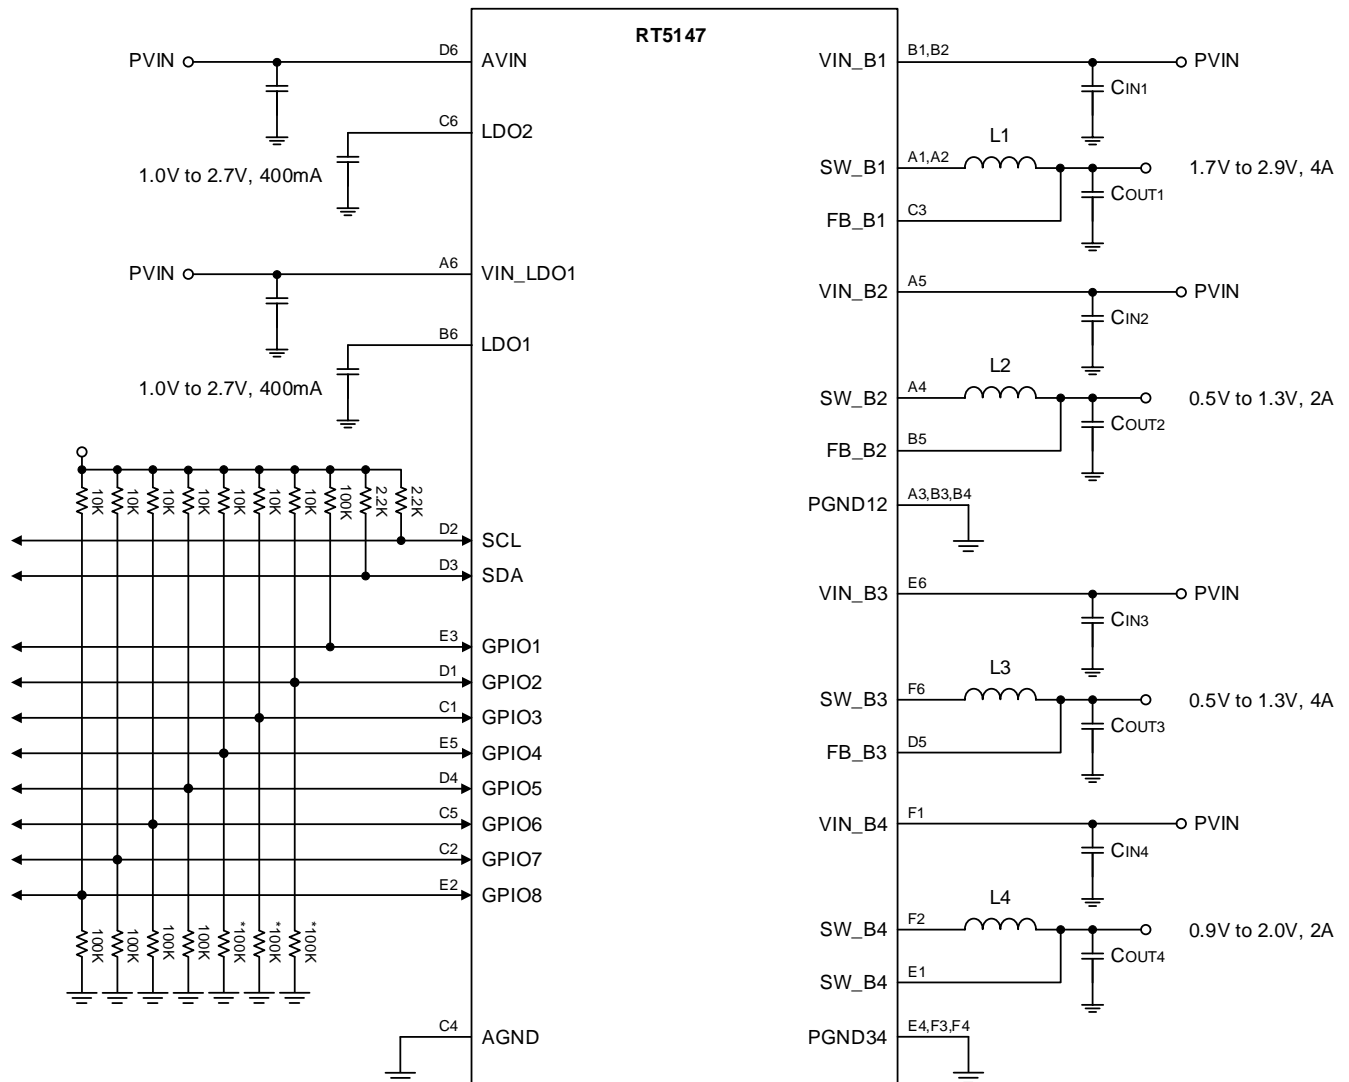 RT5147
PVIN
D6
AVIN
C6
LDO2
1.0V to 2.7V, 400mA
PVIN
A6
VIN_LDO1
B6
LDO1
1.0V to 2.7V, 400mA
10K
10K
10K
10K
10K
10K
10K
100K
2.2K
2.2K
D2
SCL
D3
SDA
E3
GPIO1
D1
GPIO2
C1
GPIO3
E5
GPIO4
D4
GPIO5
C5
GPIO6
C2
GPIO7
E2
GPIO8
100K
100K
100K
100K
*100K
*100K
*100K
C4
AGND
VIN_B1
B1,B2
PVIN
CIN1
L1
SW_B1
A1,A2
1.7V to 2.9V, 4A
COUT1
FB_B1
C3
VIN_B2
A5
PVIN
CIN2
L2
SW_B2
A4
0.5V to 1.3V, 2A
COUT2
FB_B2
B5
PGND12
A3,B3,B4
VIN_B3
E6
PVIN
CIN3
L3
SW_B3
F6
0.5V to 1.3V, 4A
COUT3
FB_B3
D5
VIN_B4
F1
PVIN
CIN4
L4
SW_B4
F2
0.9V to 2.0V, 2A
COUT4
SW_B4
E1
PGND34
E4,F3,F4